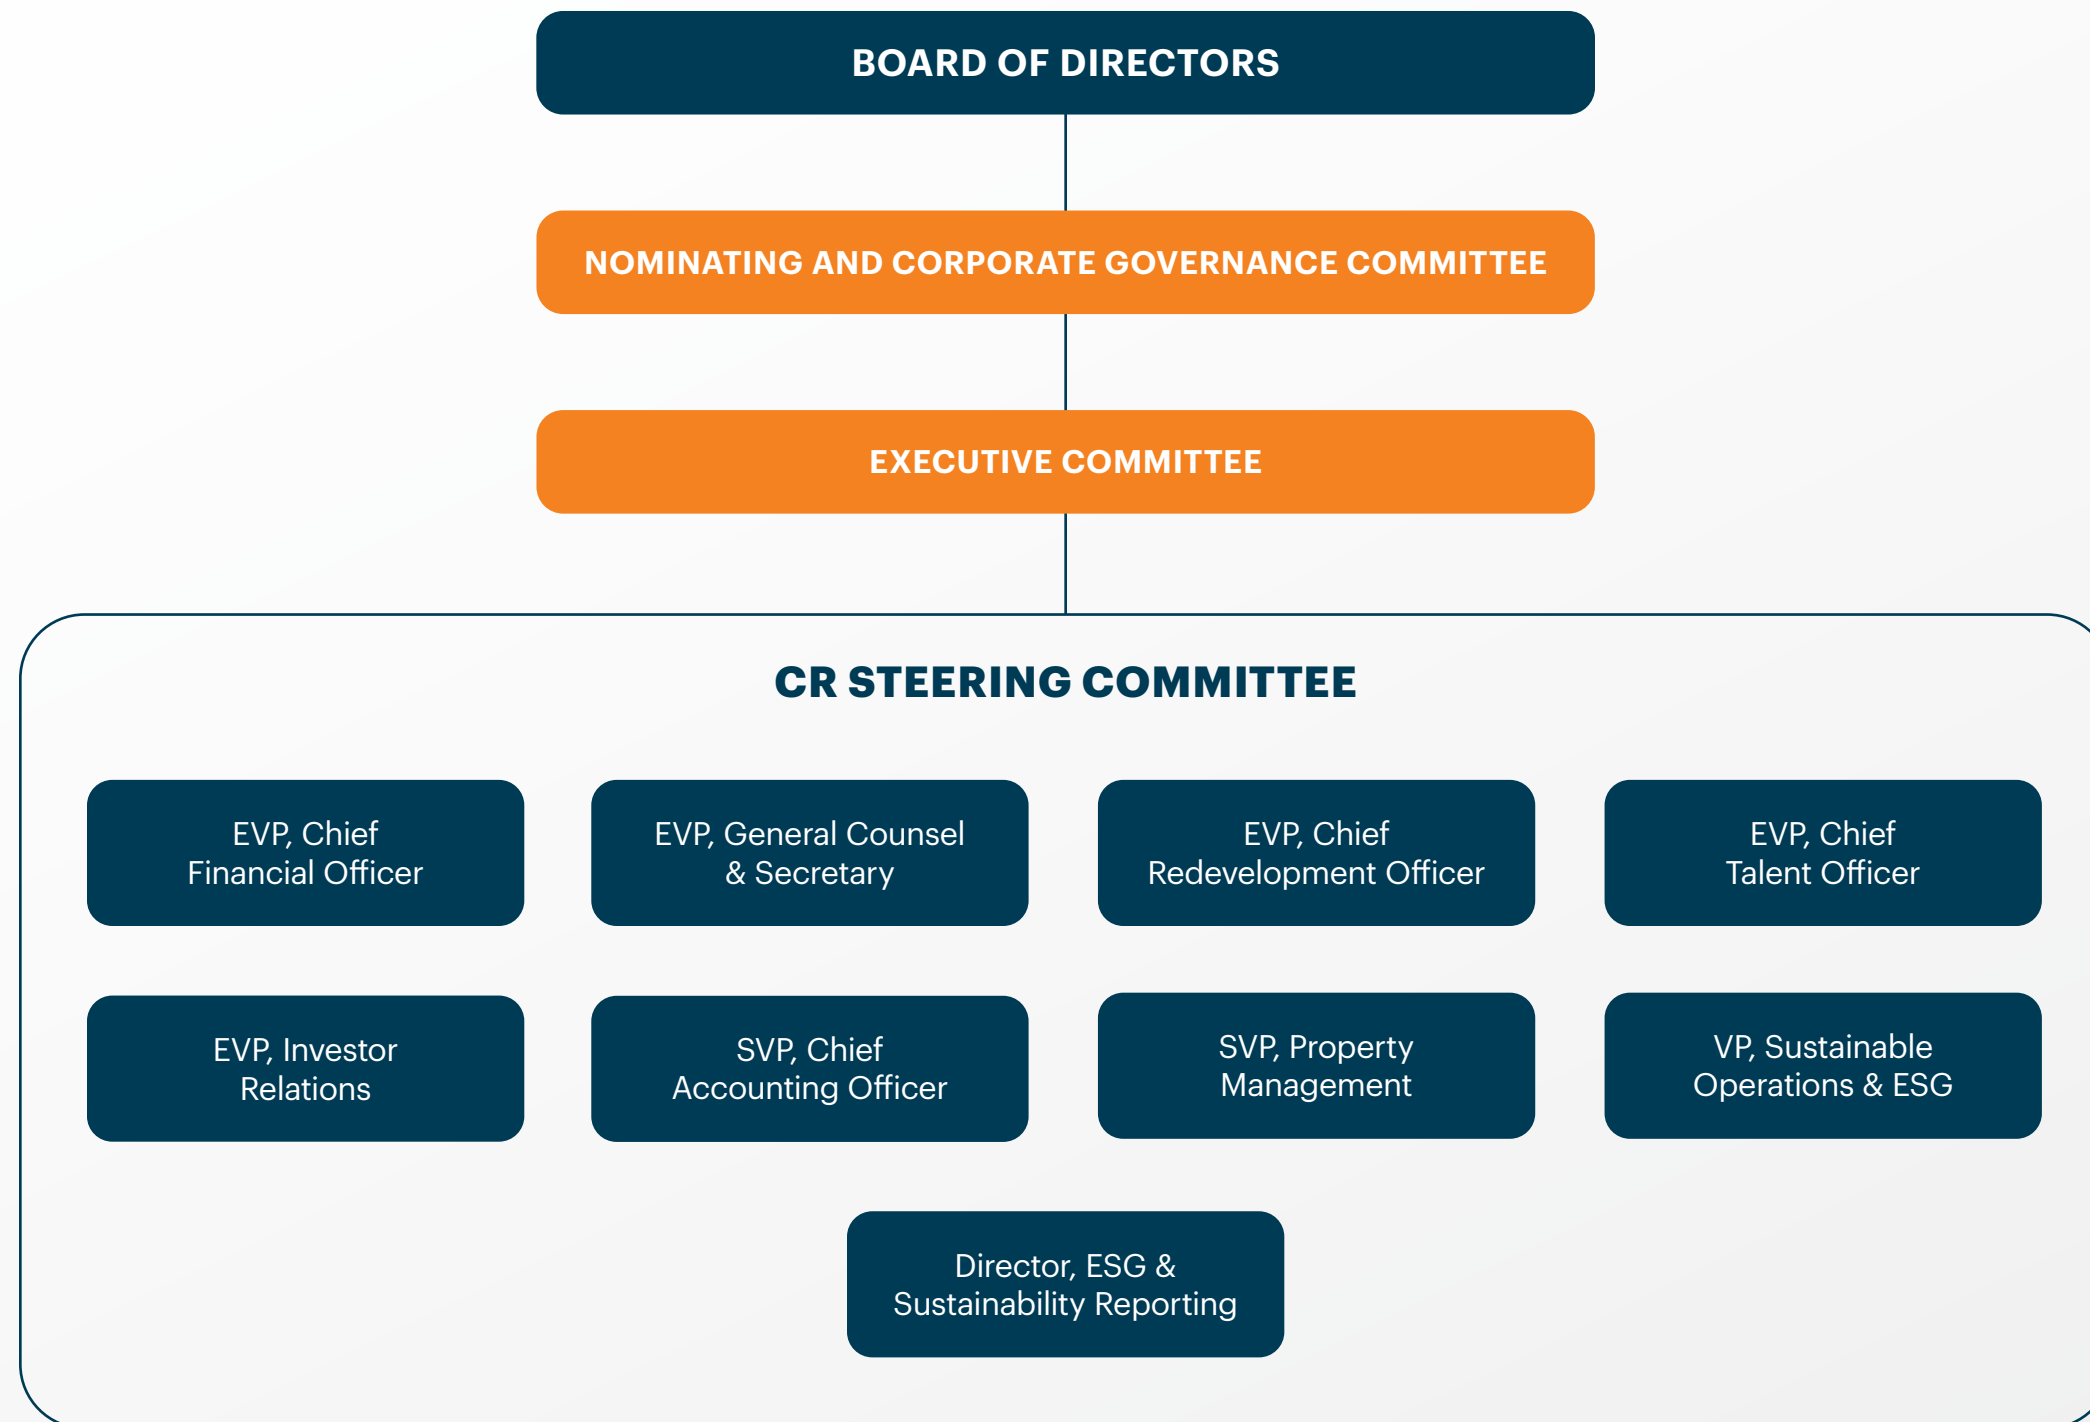 BOARD OF DIRECTORS
NOMINATING AND CORPORATE GOVERNANCE COMMITTEE
EXECUTIVE COMMITTEE
CR STEERING COMMITTEE
EVP, Chief
Financial Officer
EVP, General Counsel
& Secretary
EVP, Chief
Redevelopment Officer
EVP, Chief
Talent Officer
EVP, Investor
Relations
SVP, Chief
Accounting Officer
SVP, Property
Management
VP, Sustainable
Operations & ESG
Director, ESG &
Sustainability Reporting